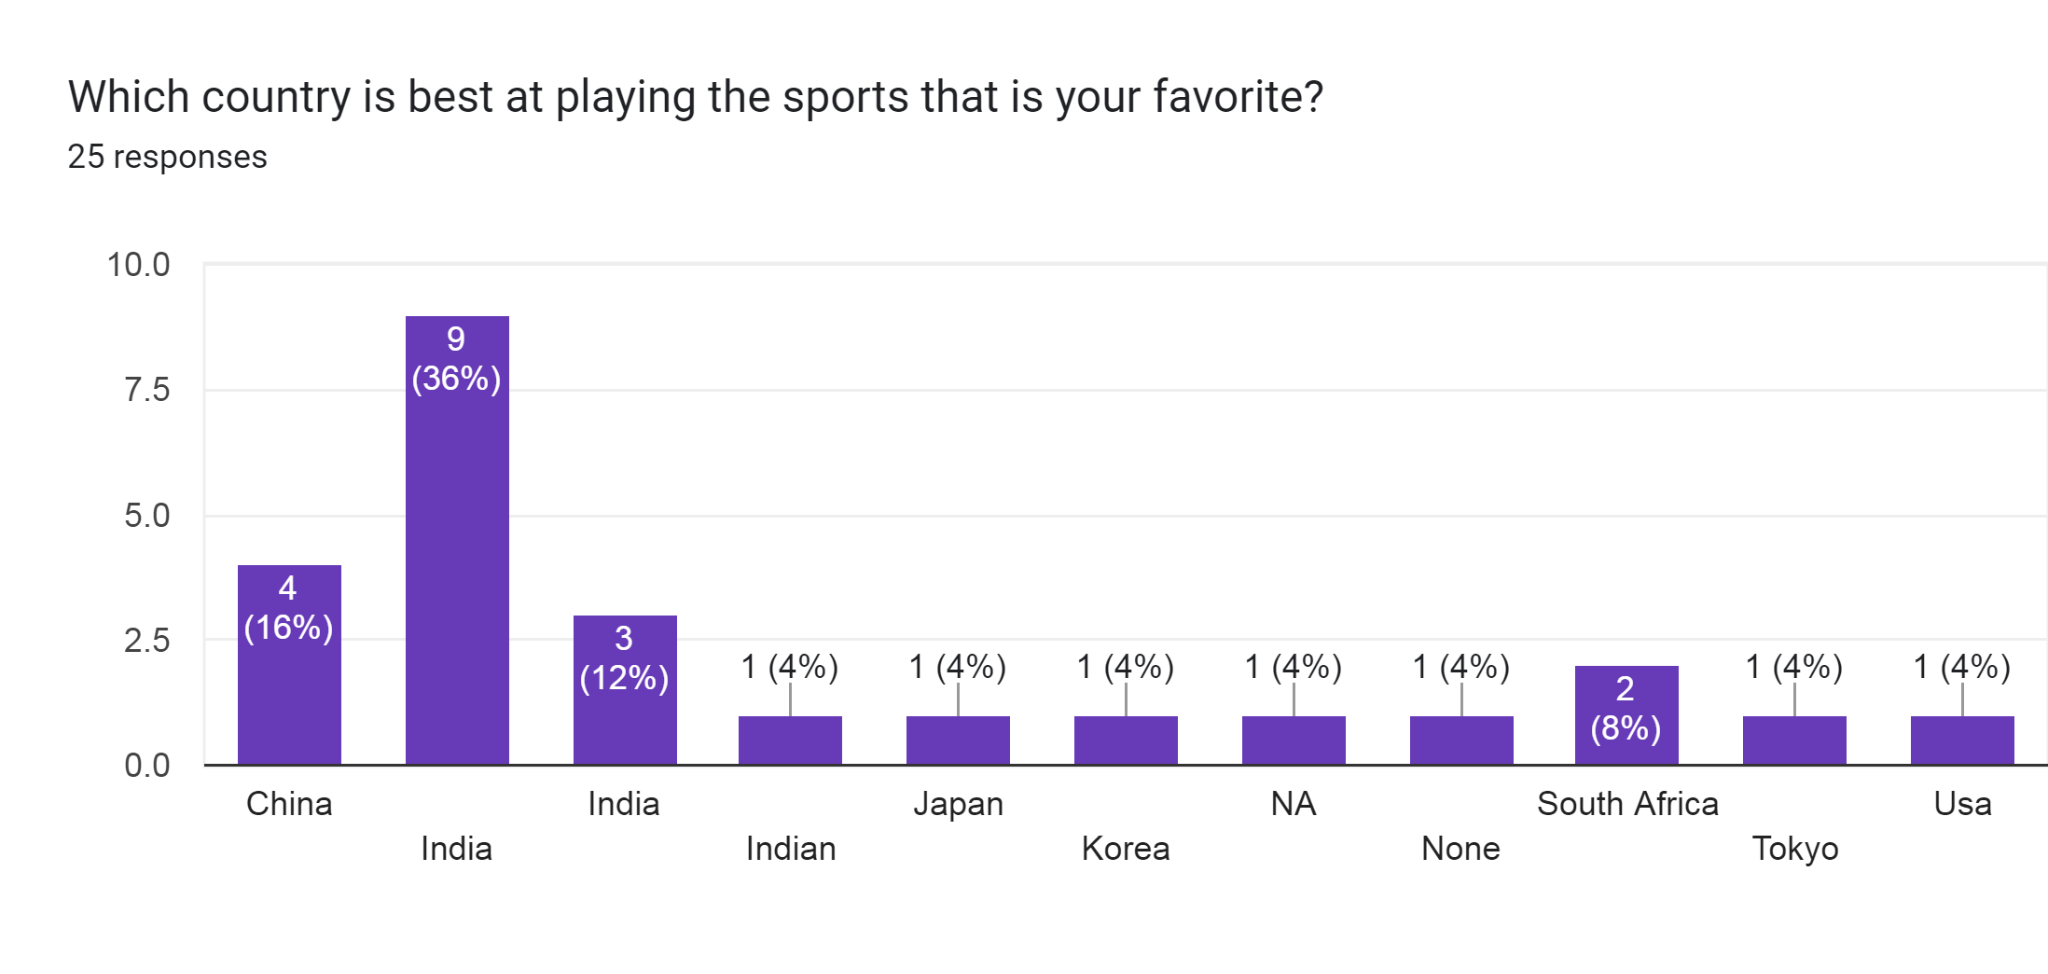 Which country is best at playing the sports that is your favorite?
25 responses
10.0
7.5
5.0
2.5
0.0
4
(16%)
9
(36%)
3
(12%)
1 (4%)
1 (4%)
1 (4%)
1 (4%)
1 (4%)
2
(8%)
1 (4%)
1 (4%)
China
India
India
Indian
Japan
Korea
NA
None
South Africa
Tokyo
Usa